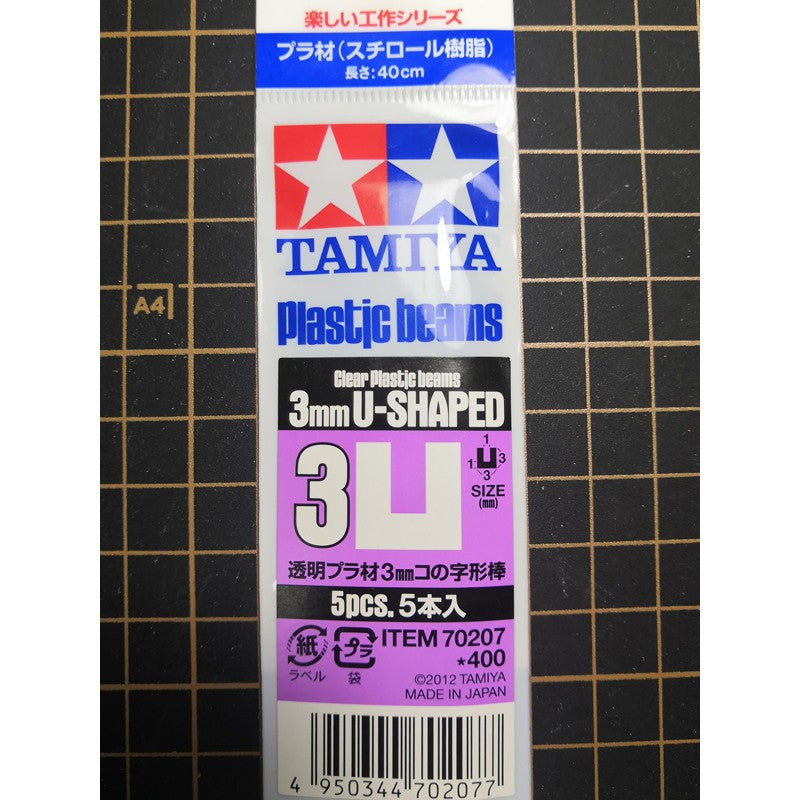 楽しい工作シリーズ
プラ材(スチロール樹脂)
長さ:40cm
TAMIYA
Plastic beams
A4
Clear Plastic beams
3mm U-SHAPED
3
1
1 3
3
SIZE
(mm)
透明プラ材3mmコの字形棒
5pcs. 5本入
紙
ラベル
プラ
袋
ITEM 70207
*400
©2012 TAMIYA
MADE IN JAPAN
4 950344 702077